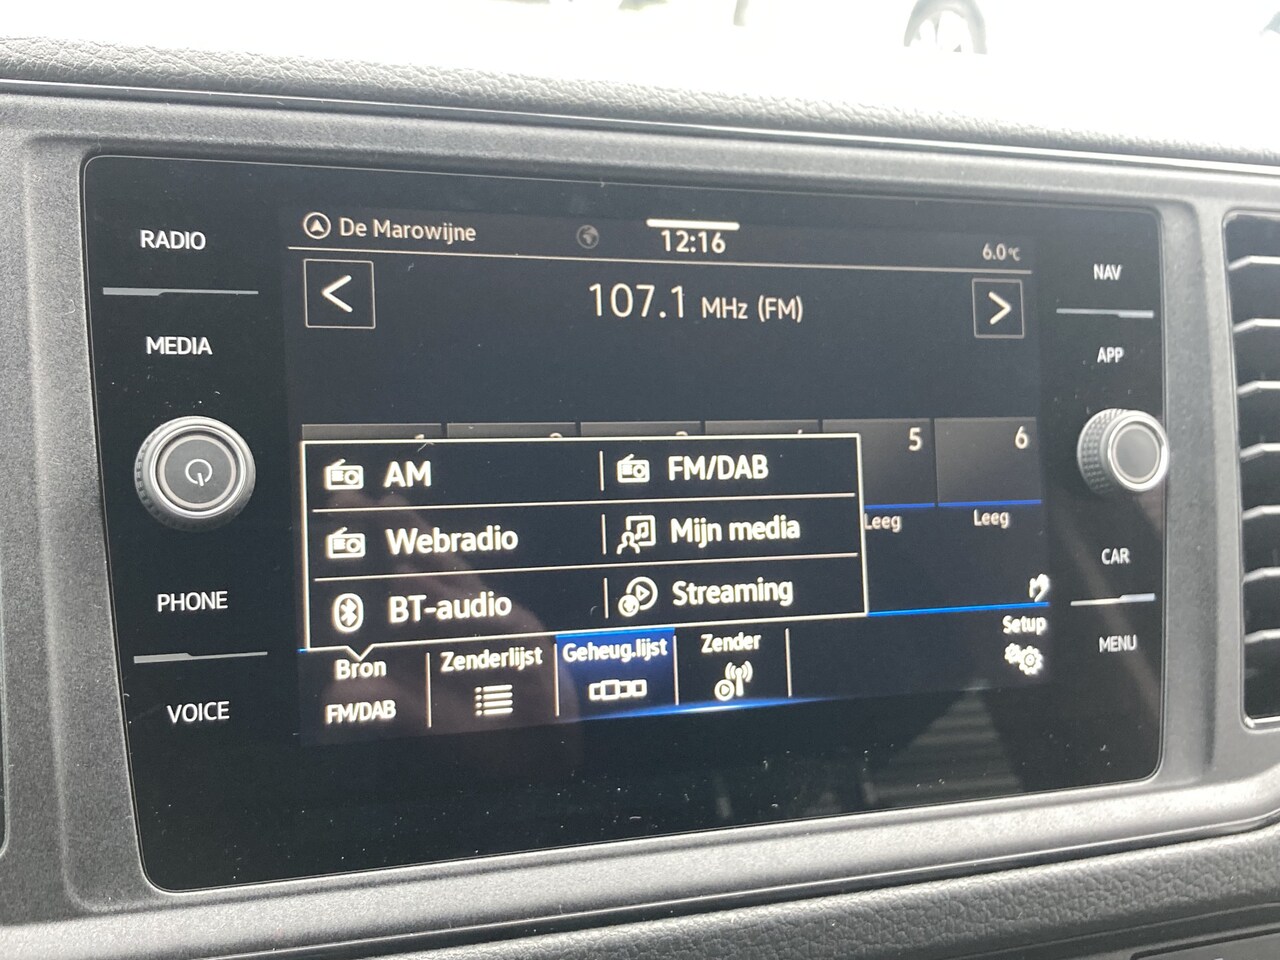 RADIO
MEDIA
PHONE
VOICE
De Marowijne
12:16
6.0°C
107.1 MHz (FM)
5
6
AM
FM/DAB
Webradio
Mijn media
BT-audio
Streaming
Leeg
Leeg
Bron
FM/DAB
Zenderlijst
Geheug.lijst
Zender
Setup
NAV
APP
CAR
MENU